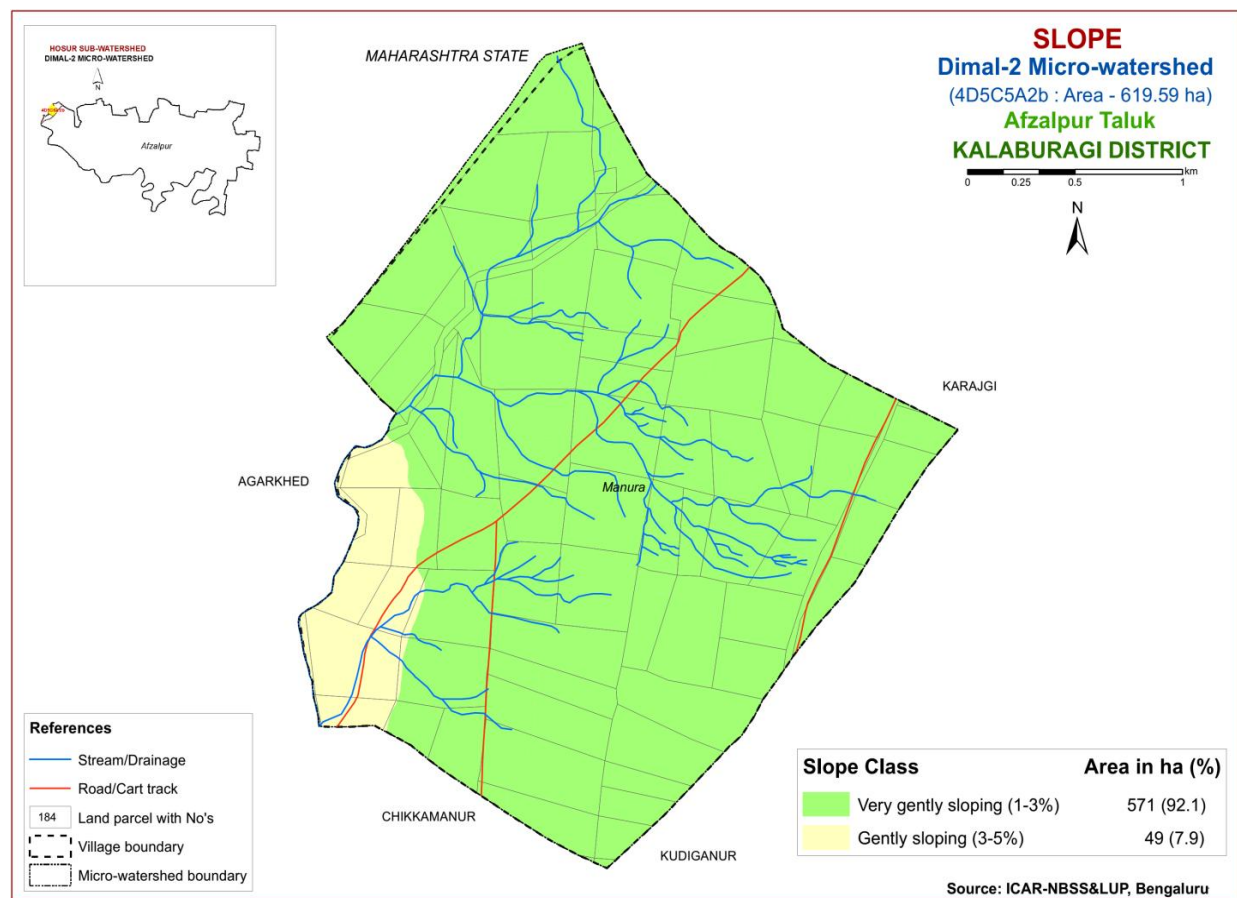 HOSUR SUB-WATERSHED
DIMAL-2 MICRO-WATERSHED
N
Afzalpur
MAHARASHTRA STATE
SLOPE
Dimal-2 Micro-watershed
(4D5C5A2b : Area - 619.59 ha)
Afzalpur Taluk
KALABURAGI DISTRICT
km
0 0.25 0.5 1
N
KARAJGI
AGARKHED
Manura
CHIKKAMANUR
KUDIGANUR
References
Stream/Drainage
Road/Cart track
184 Land parcel with No's
Village boundary
Micro-watershed boundary
Slope Class Area in ha (%)
Very gently sloping (1-3%) 571 (92.1)
Gently sloping (3-5%) 49 (7.9)
Source: ICAR-NBSS&LUP, Bengaluru